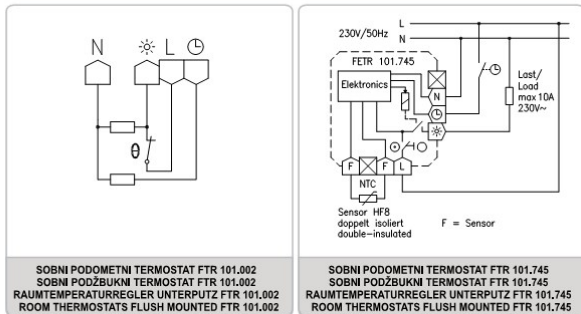 N L
θ
SOBNI PODOMETNI TERMOSTAT FTR 101.002
SOBNI PODŽBUKNI TERMOSTAT FTR 101.002
RAUMTEMPERATURREGLER UNTERPUTZ FTR 101.002
ROOM THERMOSTATS FLUSH MOUNTED FTR 101.002
L
230V/50Hz N
FETR 101.745
Elektronics
N
Last/
Load
max 10A
230V~
F F L
NTC
Sensor HF8
doppelt isoliert
double-insulated
F = Sensor
SOBNI PODOMETNI TERMOSTAT FTR 101.745
SOBNI PODŽBUKNI TERMOSTAT FTR 101.745
RAUMTEMPERATURREGLER UNTERPUTZ FTR 101.745
ROOM THERMOSTATS FLUSH MOUNTED FTR 101.745